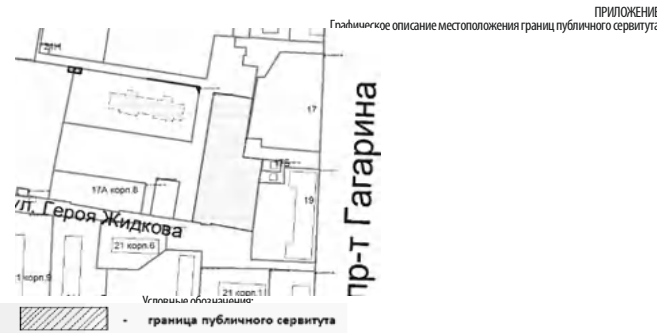 ПРИЛОЖЕНИЕ
Графическое описание местоположения границ публичного сервитута
17
пр-т Гагарина
19
17А корп.8
ул. Героя Жидкова
21 корп.6
21 корп.1
Условные обозначения:
- граница публичного сервитута